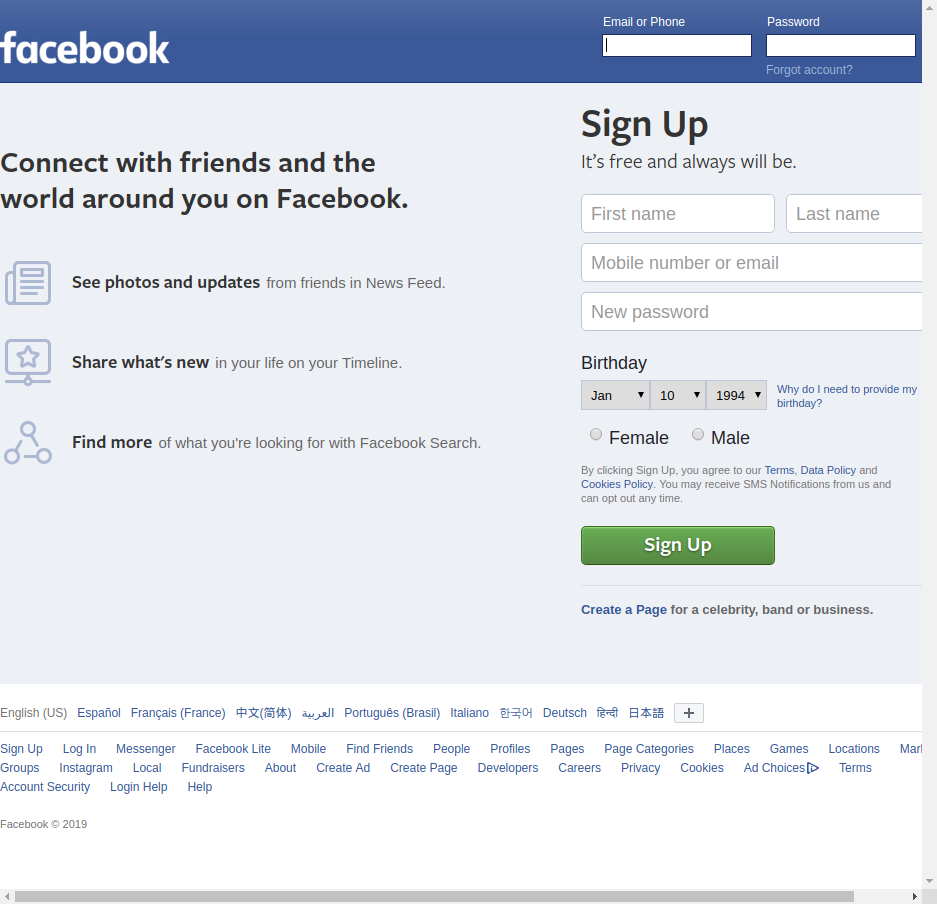 facebook
Email or Phone
Password
Forgot account?
Connect with friends and the
world around you on Facebook.
See photos and updates from friends in News Feed.
Share what's new in your life on your Timeline.
Find more of what you're looking for with Facebook Search.
Sign Up
It's free and always will be.
First name Last name
Mobile number or email
New password
Birthday
Jan 10 1994 Why do I need to provide my
birthday?
Female Male
By clicking Sign Up, you agree to our Terms, Data Policy and
Cookies Policy. You may receive SMS Notifications from us and
can opt out any time.
Sign Up
Create a Page for a celebrity, band or business.
English (US) Español Français (France) 中文(简体) العربية Português (Brasil) Italiano 한국어 Deutsch हिन्दी 日本語
Sign Up Log In Messenger Facebook Lite Mobile Find Friends People Profiles Pages Page Categories Places Games Locations
Groups Instagram Local Fundraisers About Create Ad Create Page Developers Careers Privacy Cookies Ad Choices Terms
Account Security Login Help Help
Facebook © 2019